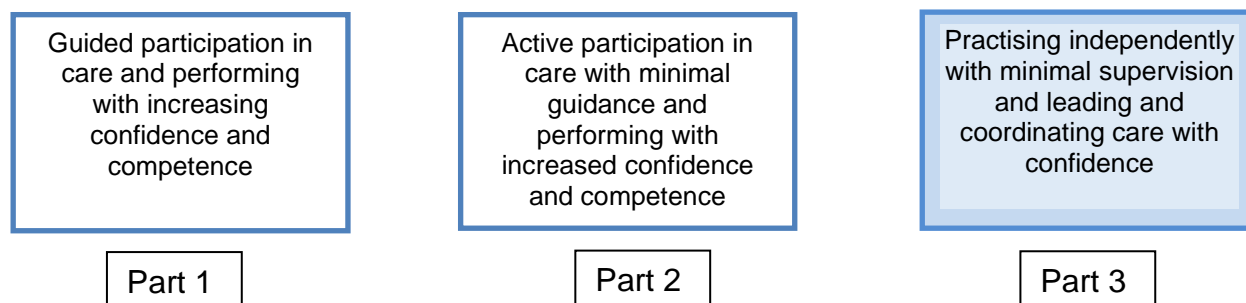 Guided participation in
care and performing
with increasing
confidence and
competence
Active participation in
care with minimal
guidance and
performing with
increased confidence
and competence
Practising independently
with minimal supervision
and leading and
coordinating care with
confidence
Part 1
Part 2
Part 3